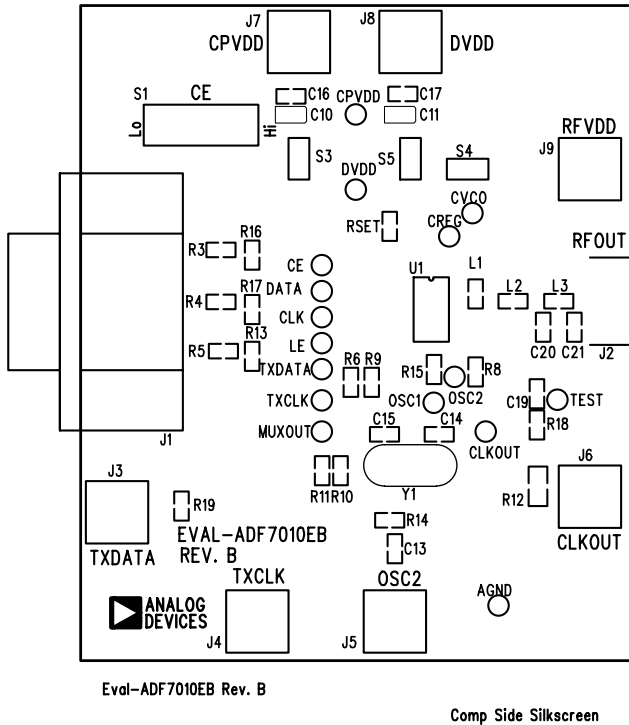 J7
CPVDD
J8
DVDD
S1
CE
Lo
Hi
C16
C10
CPVDD
C17
C11
RFVDD
J9
S3
S5
S4
DVDD
CVCO
RSET
CREG
RFOUT
R16
R3
CE
U1
L1
DATA
R17
R4
L2
L3
CLK
R13
LE
C20
C21
J2
R5
TXDATA
R6
R9
R15
R8
OSC2
TXCLK
OSC1
C19
TEST
R18
MUXOUT
C15
C14
CLKOUT
J1
J6
J3
R11
R10
Y1
R12
R19
R14
EVAL-ADF7010EB
REV. B
C13
CLKOUT
TXDATA
TXCLK
OSC2
AGND
ANALOG
DEVICES
J4
J5
Eval-ADF7010EB Rev. B
Comp Side Silkscreen